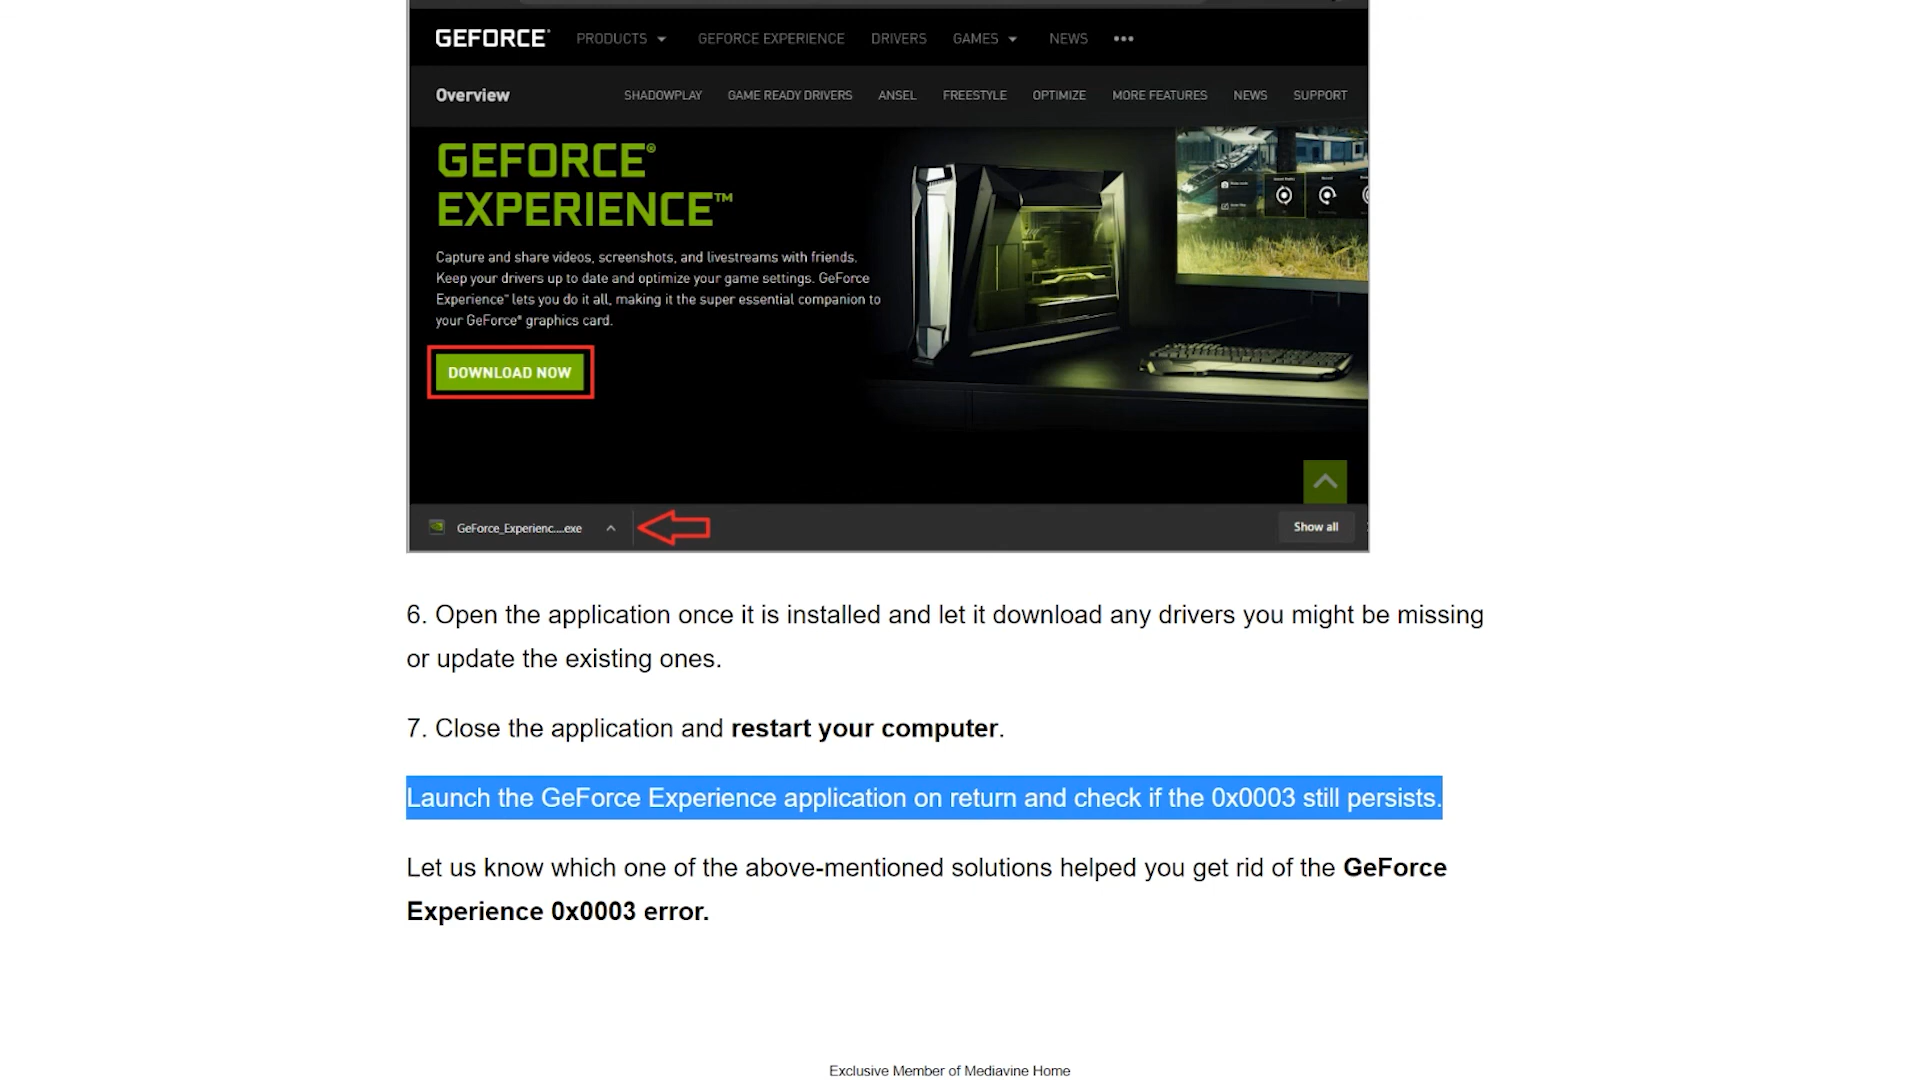 GEFORCE® PRODUCTS GEFORCE EXPERIENCE DRIVERS GAMES NEWS •••
Overview SHADOWPLAY GAME READY DRIVERS ANSEL FREESTYLE OPTIMIZE MORE FEATURES NEWS SUPPORT
GEFORCE®
EXPERIENCE™
Capture and share videos, screenshots, and livestreams with friends.
Keep your drivers up to date and optimize your game settings. GeForce
Experience™ lets you do it all, making it the super essential companion to
your GeForce® graphics card.
DOWNLOAD NOW
GeForce_Experienc....exe Show all
6. Open the application once it is installed and let it download any drivers you might be missing
or update the existing ones.
7. Close the application and restart your computer.
Launch the GeForce Experience application on return and check if the 0x0003 still persists.
Let us know which one of the above-mentioned solutions helped you get rid of the GeForce
Experience 0x0003 error.
Exclusive Member of Mediavine Home